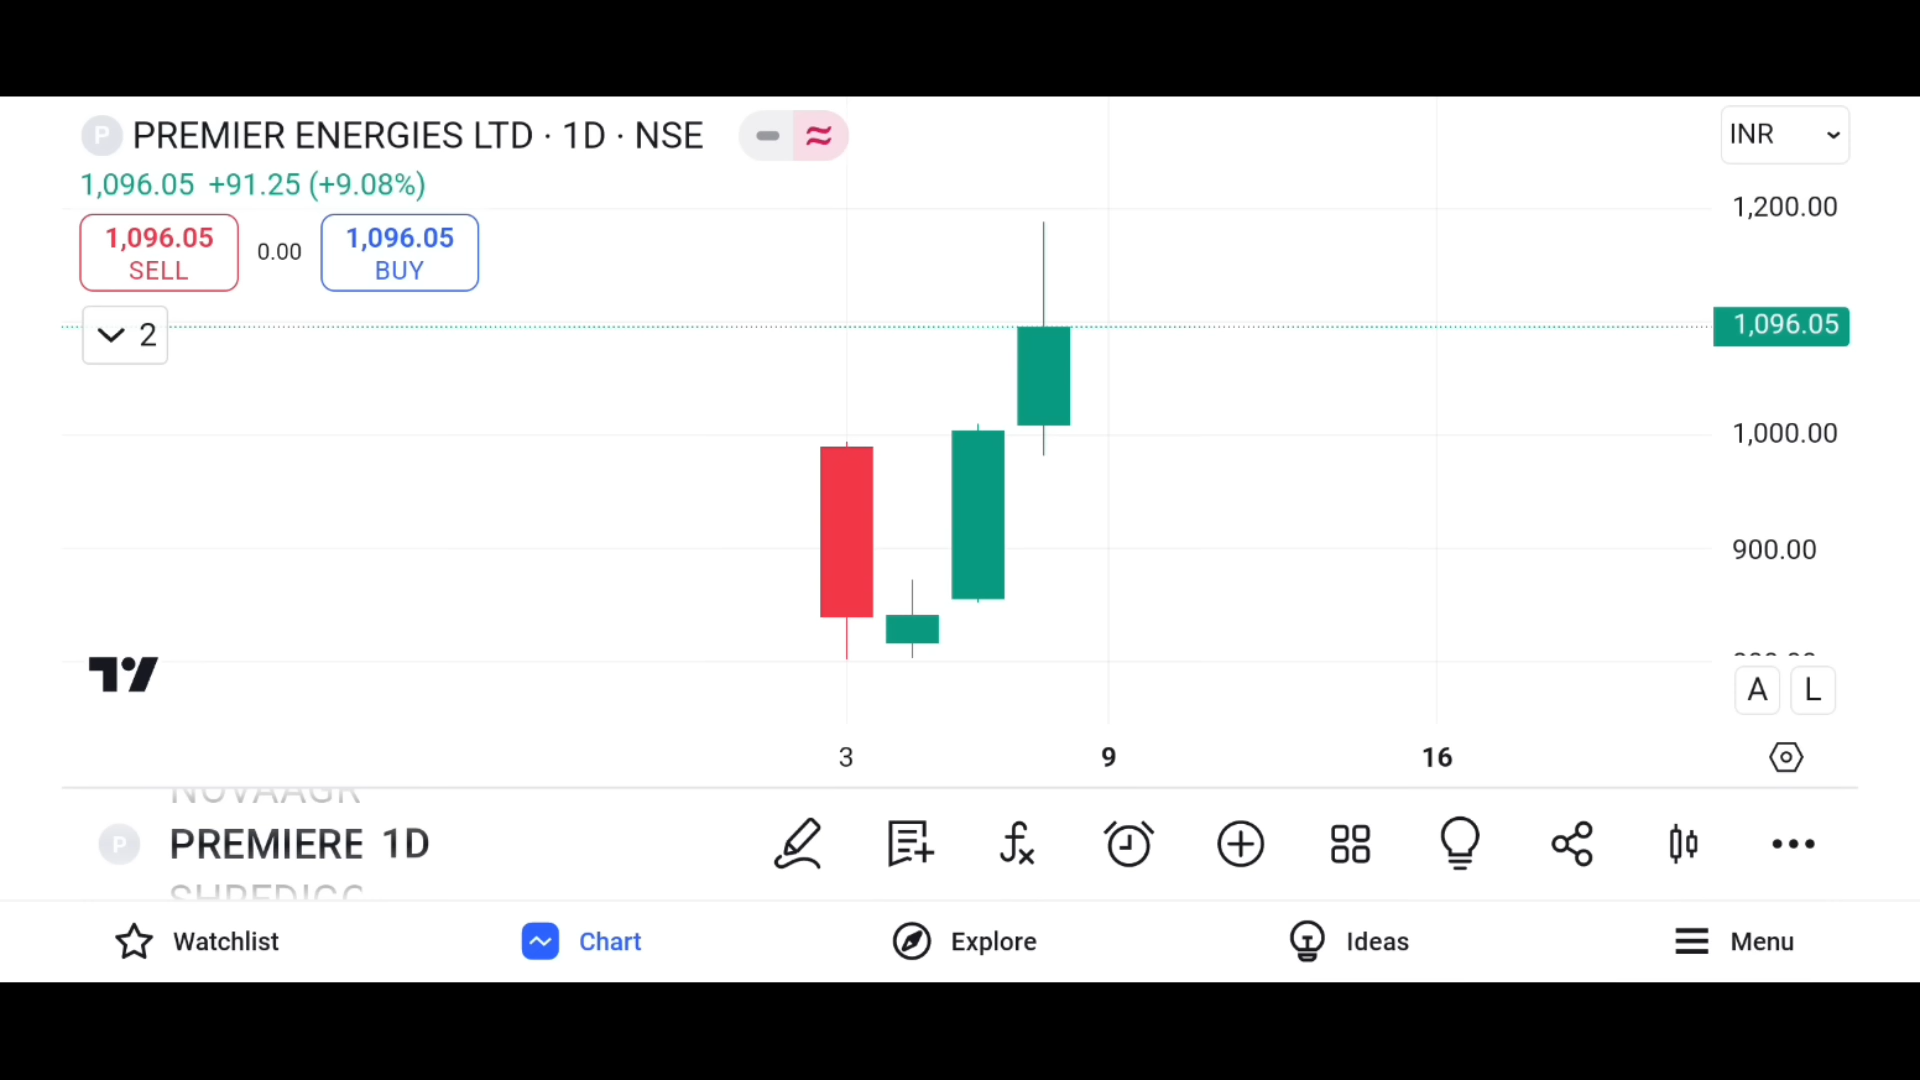 P PREMIER ENERGIES LTD · 1D · NSE
INR
1,096.05 +91.25 (+9.08%)
1,096.05 SELL
0.00
1,096.05 BUY
2
1,200.00
1,096.05
1,000.00
900.00
A L
3 9 16
NOVAAGR
P PREMIERE 1D
Watchlist Chart Explore Ideas Menu